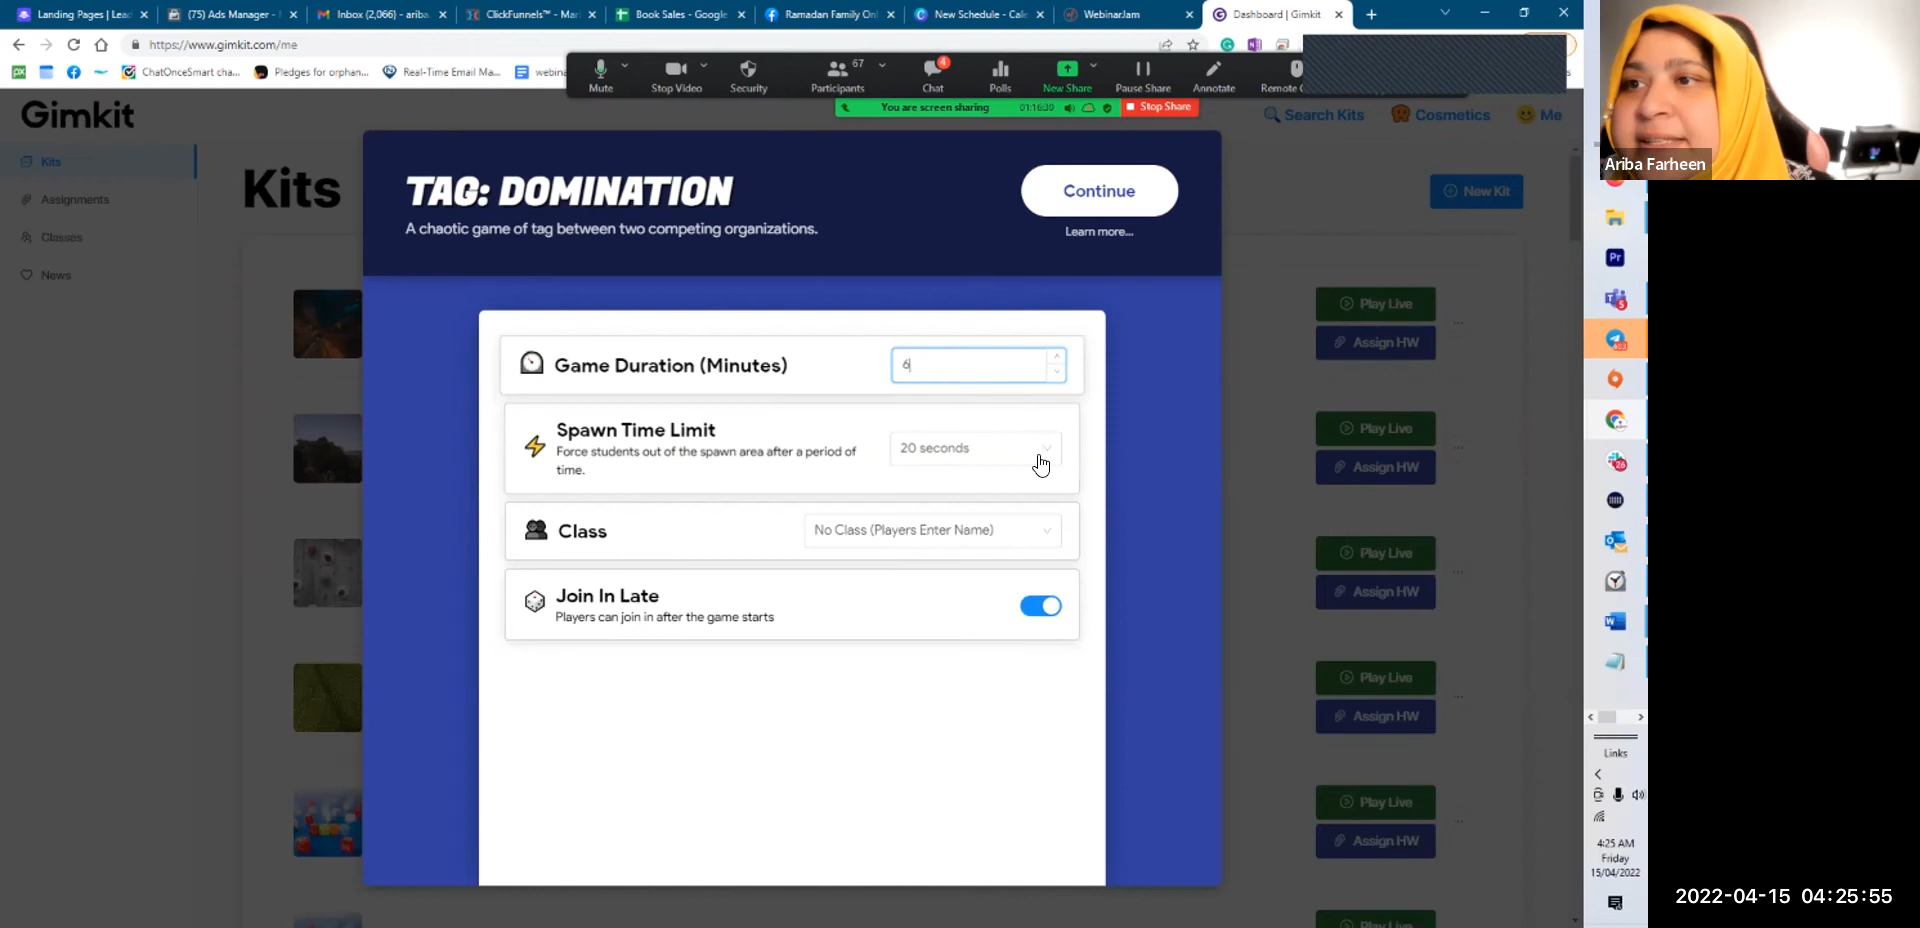 Landing Pages | Lead
(75) Ads Manager -
Inbox (2,066) - ariba.
ClickFunnels™ - Mar
Book Sales - Google
Ramadan Family Onl
New Schedule - Cale
WebinarJam
Dashboard | Gimkit
https://www.gimkit.com/me
ChatOnceSmart cha...
Pledges for orphan...
Real-Time Email Ma...
webina
Mute
Stop Video
Security
67
Participants
4
Chat
Polls
New Share
Pause Share
Annotate
Remote
You are screen sharing
01:16:30
Stop Share
Gimkit
Search Kits
Cosmetics
Me
Kits
Assignments
Classes
News
Kits
New Kit
TAG: DOMINATION
A chaotic game of tag between two competing organizations.
Continue
Learn more...
Game Duration (Minutes)
6
Spawn Time Limit
Force students out of the spawn area after a period of
time.
20 seconds
Class
No Class (Players Enter Name)
Join In Late
Players can join in after the game starts
Play Live
Assign HW
Play Live
Assign HW
Play Live
Assign HW
Play Live
Assign HW
Play Live
Assign HW
Play Live
Ariba Farheen
Pr
5
26
Links
4:25 AM
Friday
15/04/2022
2022-04-15 04:25:55